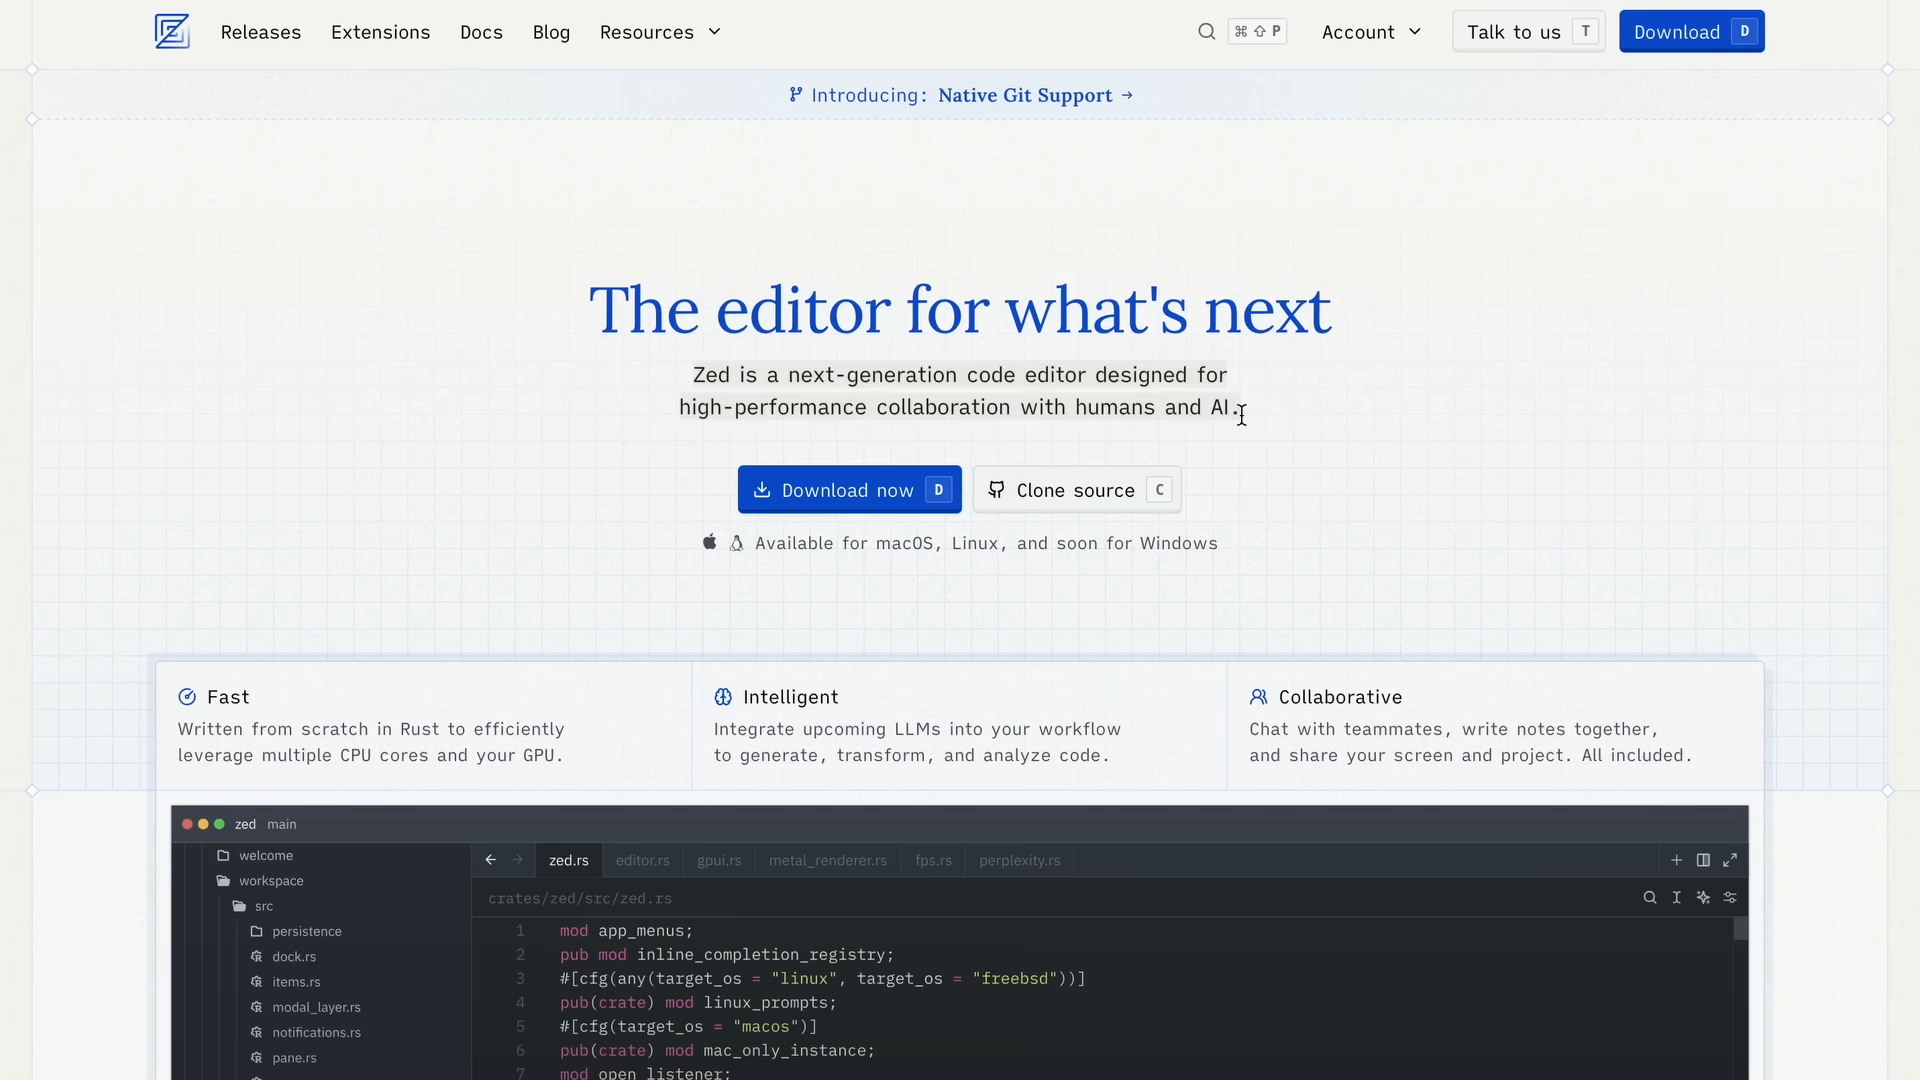 Releases Extensions Docs Blog Resources ⌘ ⇧ P Account Talk to us T Download D
Introducing: Native Git Support →
The editor for what's next
Zed is a next-generation code editor designed for
high-performance collaboration with humans and AI.
Download now D Clone source C
Available for macOS, Linux, and soon for Windows
Fast
Written from scratch in Rust to efficiently
leverage multiple CPU cores and your GPU.
Intelligent
Integrate upcoming LLMs into your workflow
to generate, transform, and analyze code.
Collaborative
Chat with teammates, write notes together,
and share your screen and project. All included.
zed main
welcome
workspace
src
persistence
dock.rs
items.rs
modal_layer.rs
notifications.rs
pane.rs
zed.rs editor.rs gpui.rs metal_renderer.rs fps.rs perplexity.rs
crates/zed/src/zed.rs
1 mod app_menus;
2 pub mod inline_completion_registry;
3 #[cfg(any(target_os = "linux", target_os = "freebsd"))]
4 pub(crate) mod linux_prompts;
5 #[cfg(target_os = "macos")]
6 pub(crate) mod mac_only_instance;
7 mod open_listener;